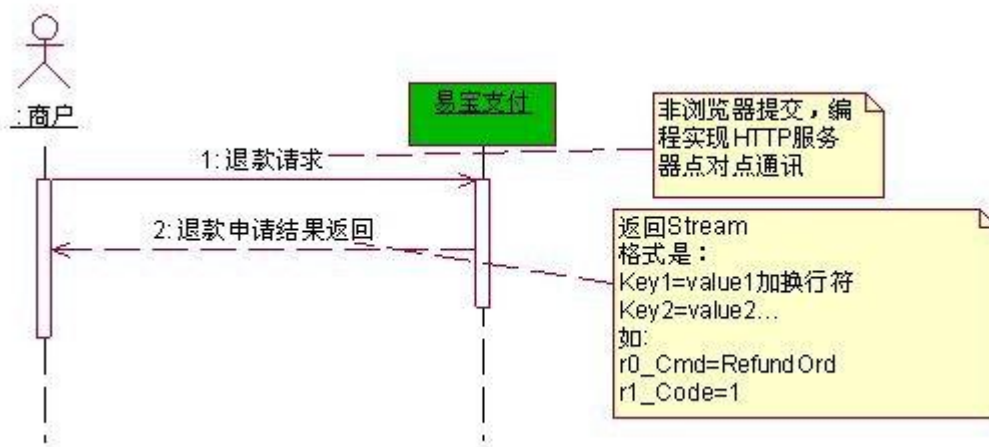 :商户
易宝支付
非浏览器提交，编
程实现HTTP服务
器点对点通讯
1:退款请求
2:退款申请结果返回
返回Stream
格式是：
Key1=value1加换行符
Key2=value2...
如:
r0_Cmd=RefundOrd
r1_Code=1